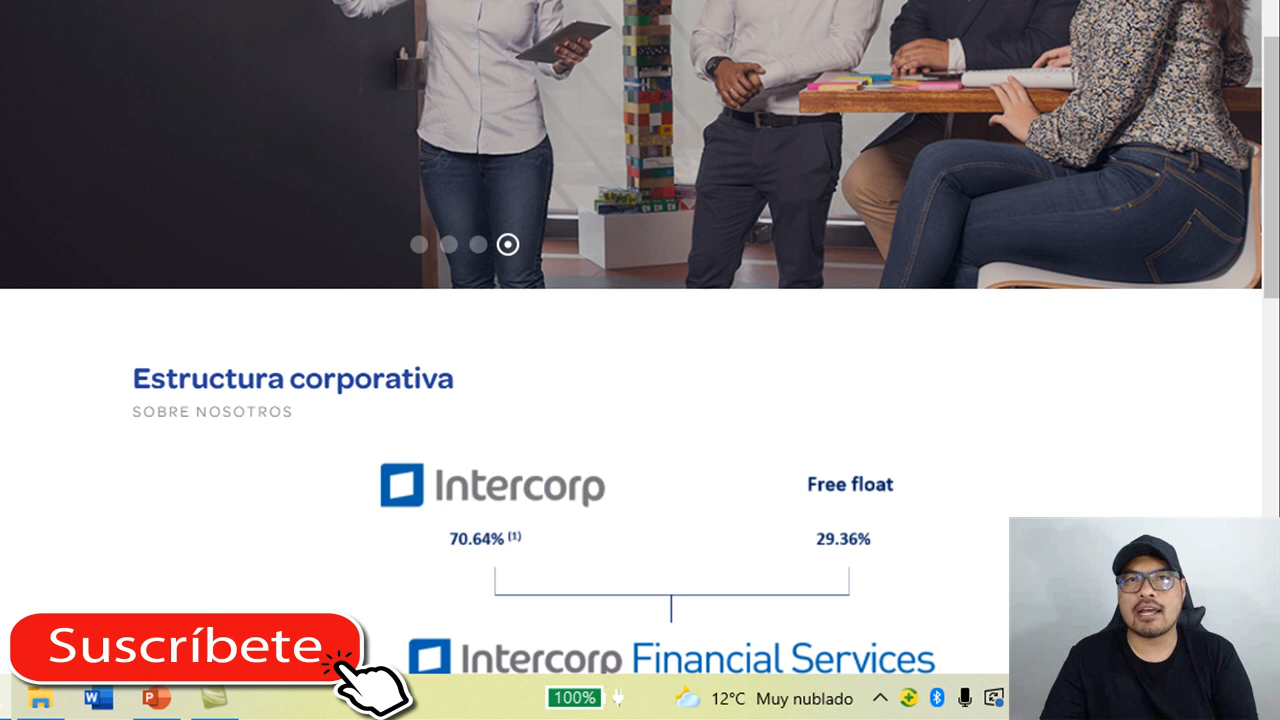 Estructura corporativa
SOBRE NOSOTROS
Intercorp
Free float
70.64% (1)
29.36%
Intercorp Financial Services
Suscríbete
100%
12°C Muy nublado